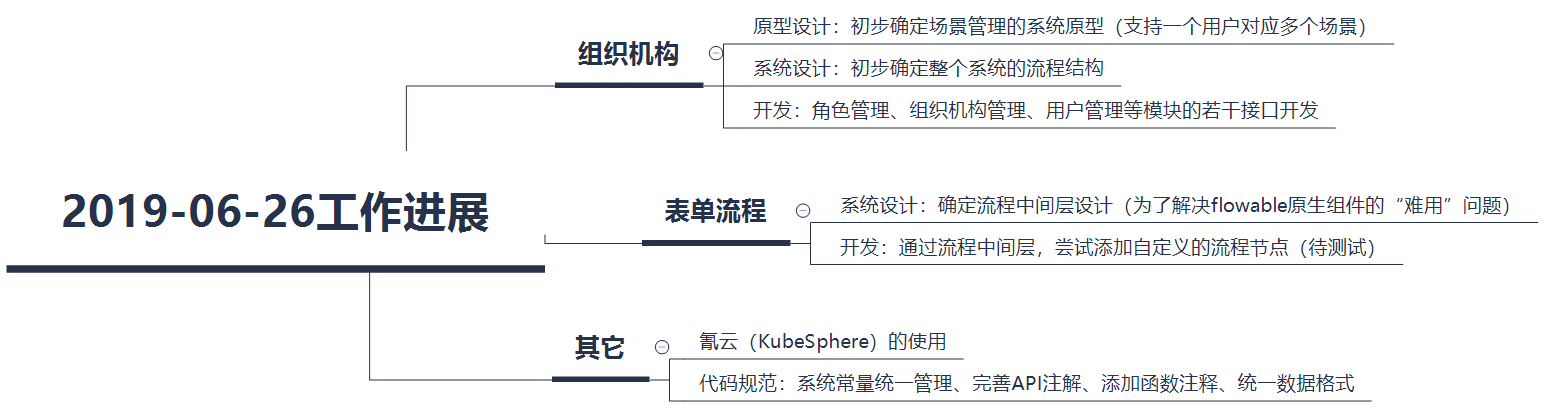 2019-06-26工作进展
组织机构
原型设计：初步确定场景管理的系统原型（支持一个用户对应多个场景）
系统设计：初步确定整个系统的流程结构
开发：角色管理、组织机构管理、用户管理等模块的若干接口开发
表单流程
系统设计：确定流程中间层设计（为了解决flowable原生组件的“难用”问题）
开发：通过流程中间层，尝试添加自定义的流程节点（待测试）
其它
氰云（KubeSphere）的使用
代码规范：系统常量统一管理、完善API注解、添加函数注释、统一数据格式